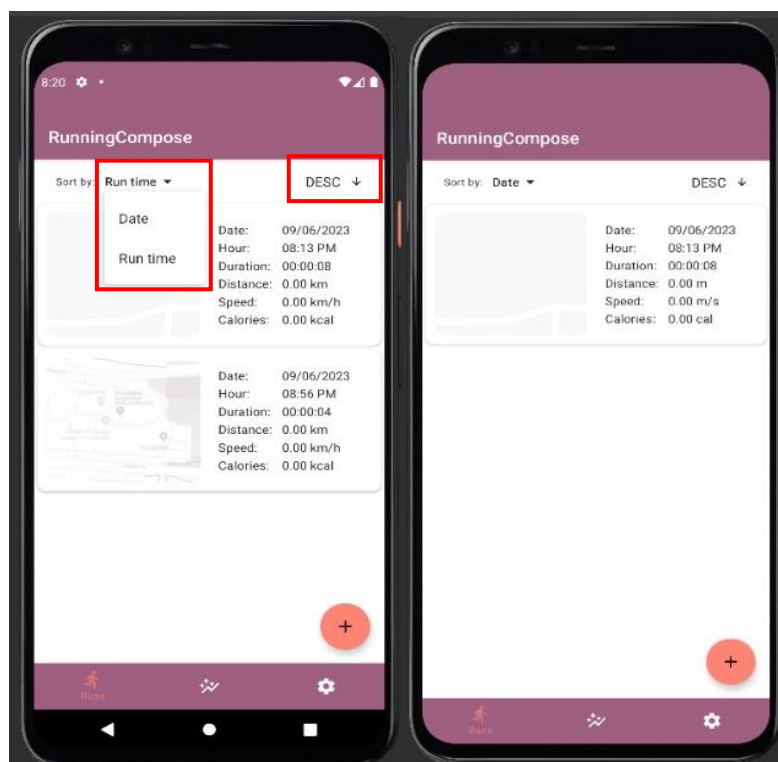 8:20
RunningCompose
Sort by: Run time
DESC
Date
Run time
Date: 09/06/2023
Hour: 08:13 PM
Duration: 00:00:08
Distance: 0.00 km
Speed: 0.00 km/h
Calories: 0.00 kcal
Date: 09/06/2023
Hour: 08:56 PM
Duration: 00:00:04
Distance: 0.00 km
Speed: 0.00 km/h
Calories: 0.00 kcal
Runs
RunningCompose
Sort by: Date
DESC
Date: 09/06/2023
Hour: 08:13 PM
Duration: 00:00:08
Distance: 0.00 m
Speed: 0.00 m/s
Calories: 0.00 cal
Runs